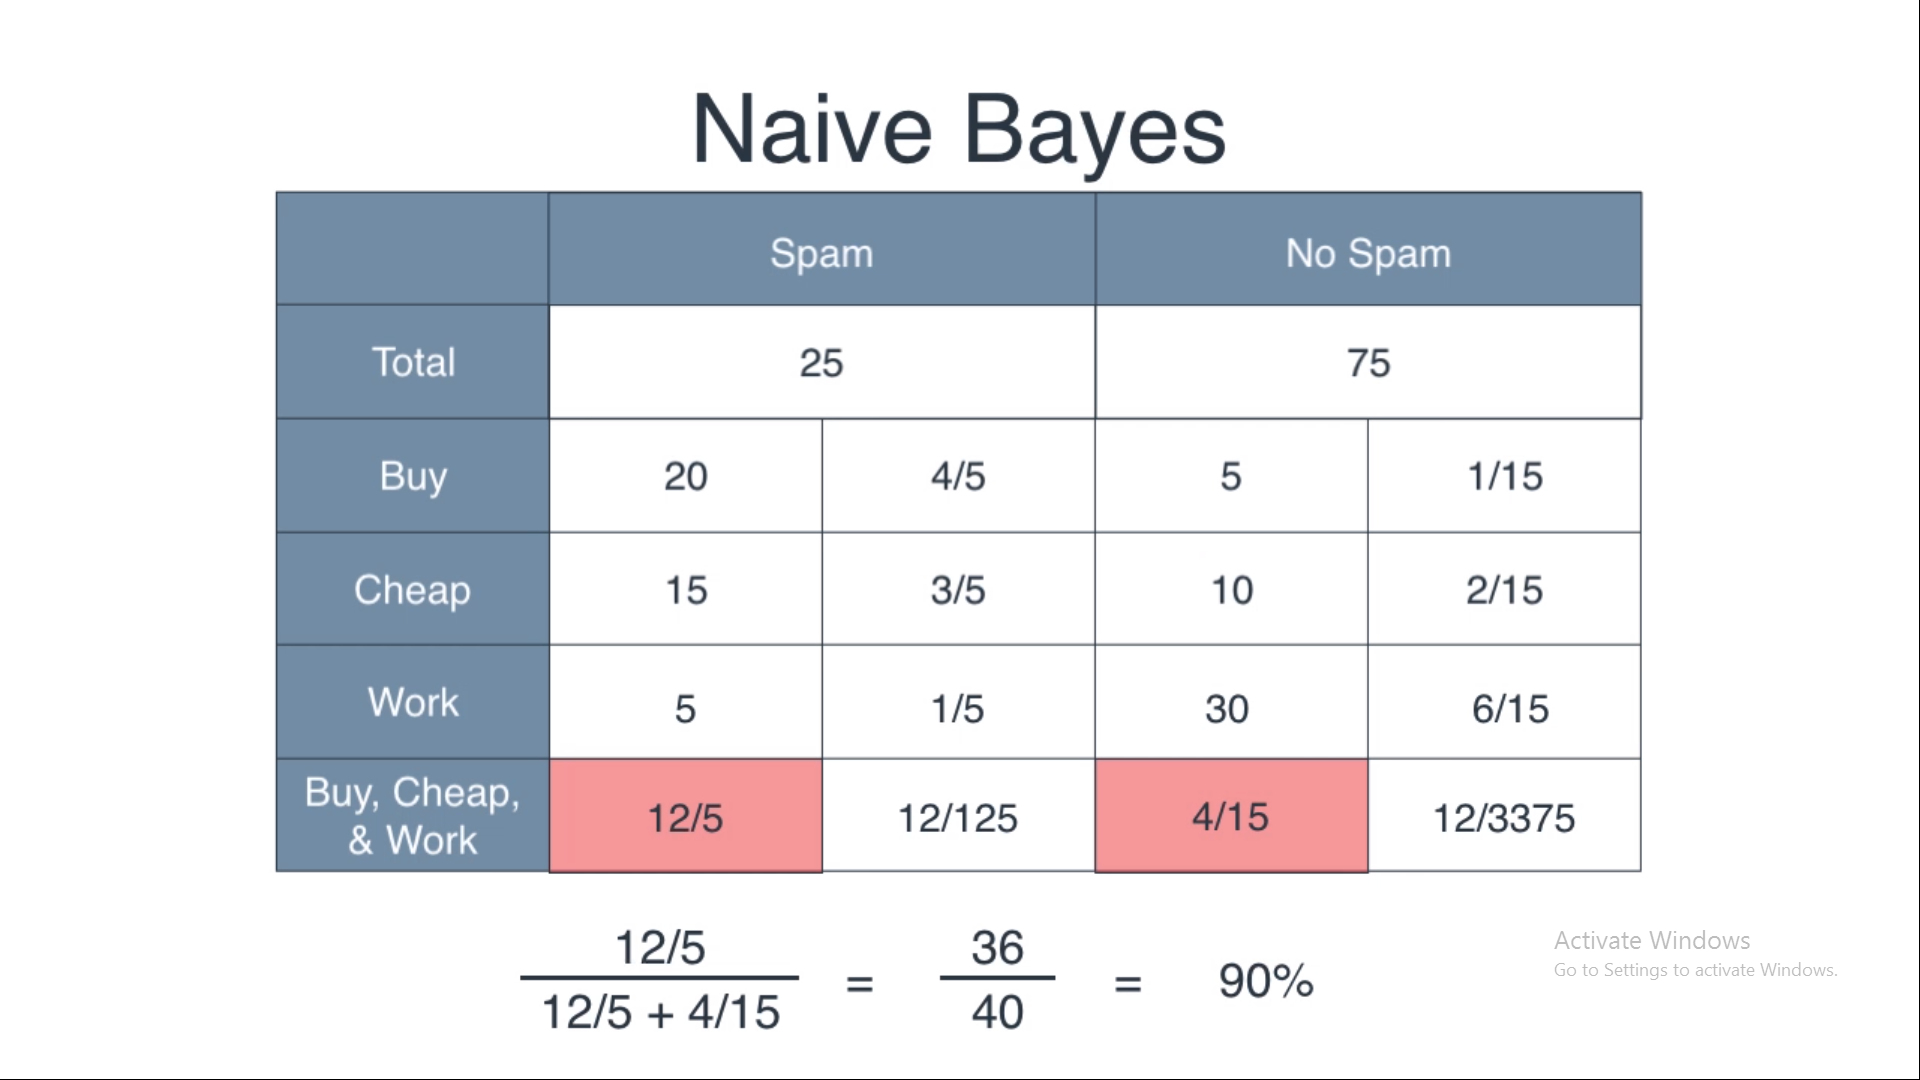 Naive Bayes
Spam No Spam
Total 25 75
Buy 20 4/5 5 1/15
Cheap 15 3/5 10 2/15
Work 5 1/5 30 6/15
Buy, Cheap,
& Work 12/5 12/125 4/15 12/3375
12/5 36
= = 90%
12/5 + 4/15 40
Activate Windows
Go to Settings to activate Windows.